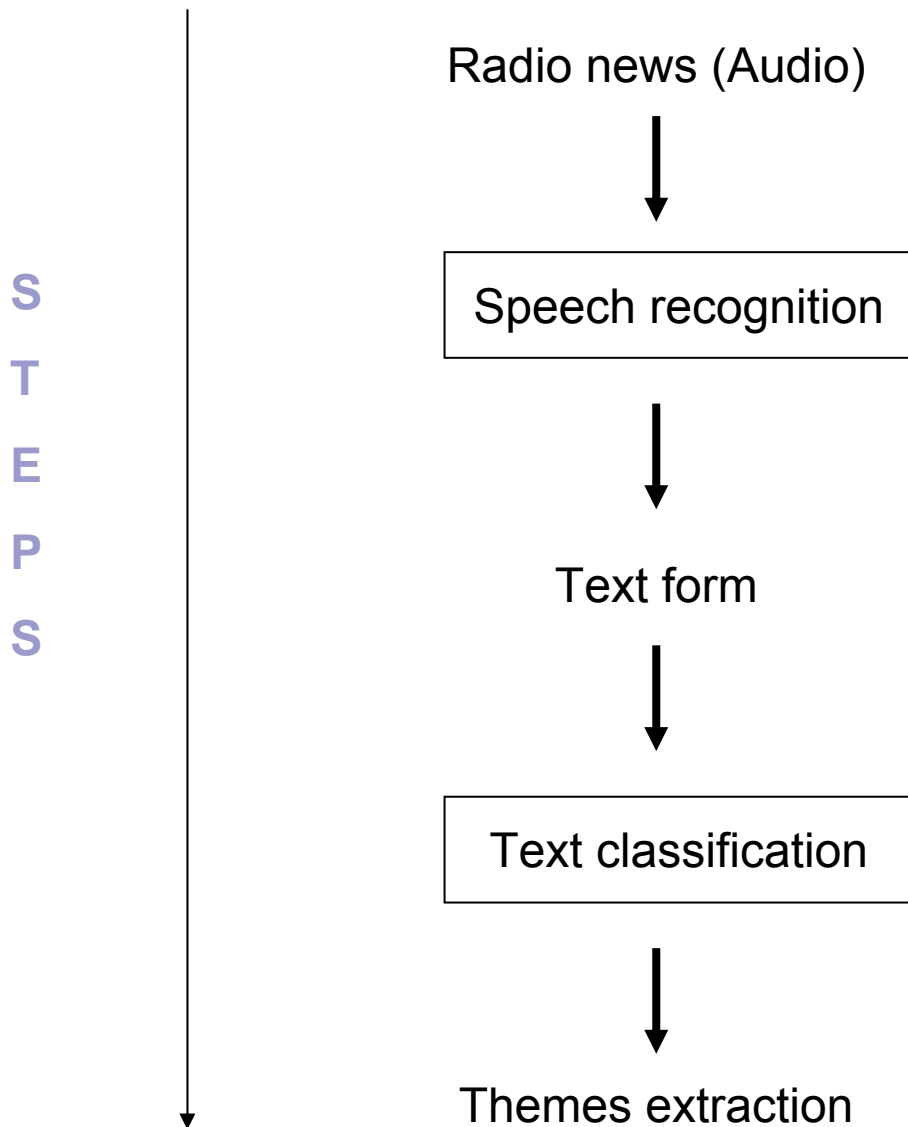 Radio news (Audio)
Speech recognition
Text form
Text classification
Themes extraction
S
T
E
P
S